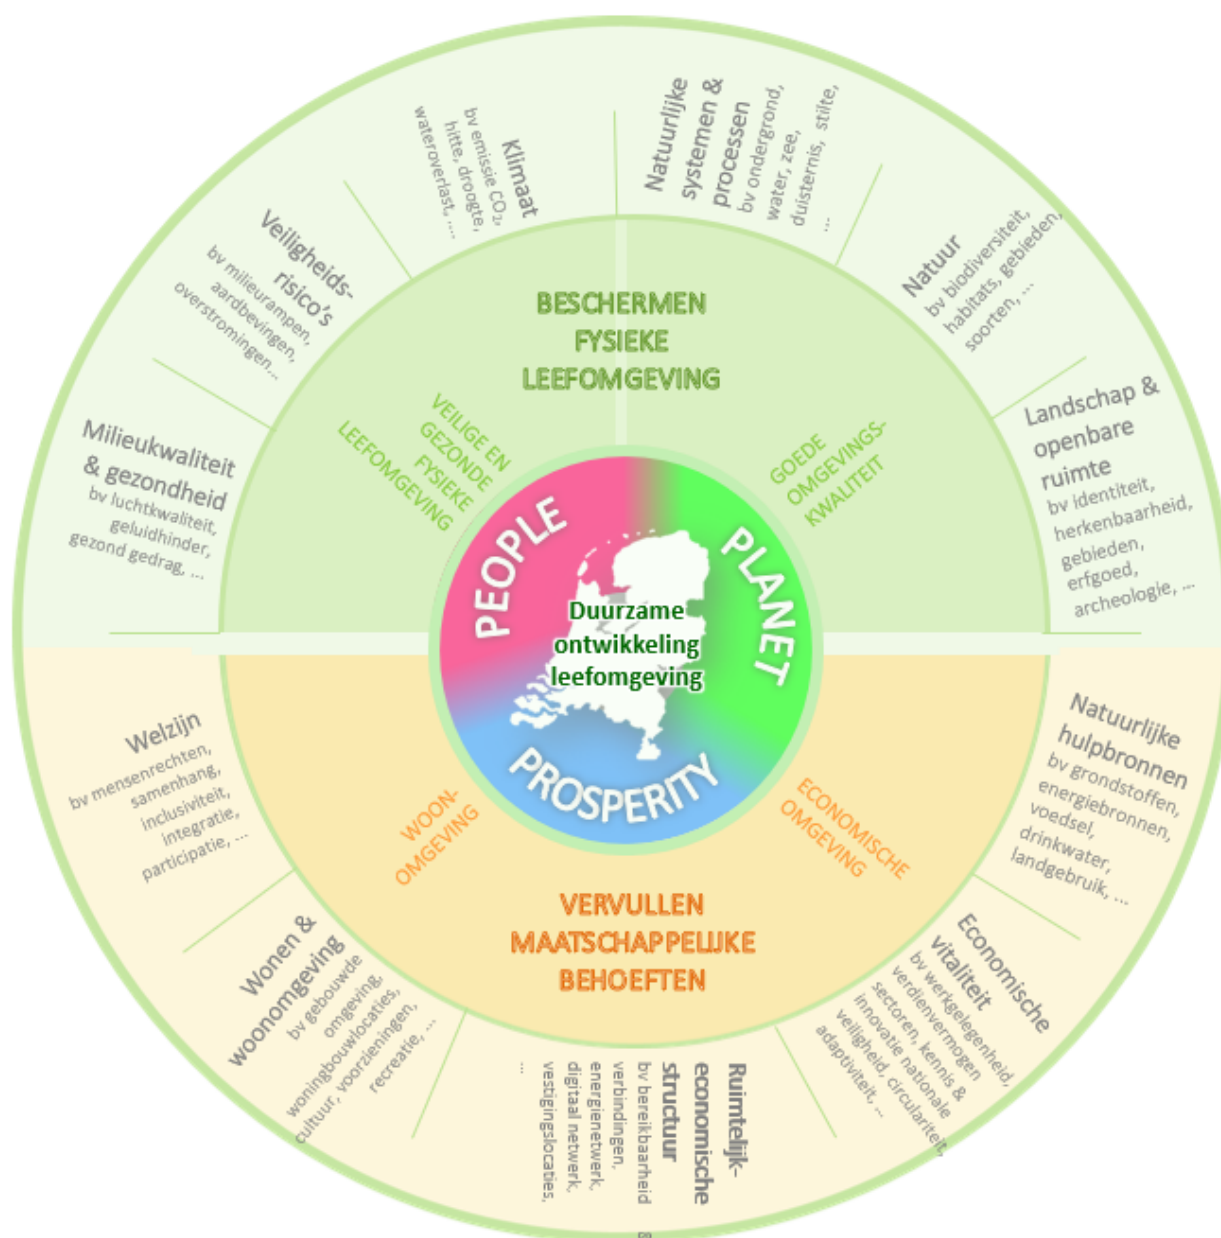 Natuurlijke
systemen &
processen
bv ondergrond,
water, zee,
duisternis, stilte,
...
Natuur
bv biodiversiteit,
habitats, gebieden,
soorten, ...
Landschap &
openbare
ruimte
bv identiteit,
herkenbaarheid,
gebieden,
erfgoed,
archeologie, ...
Natuurlijke
hulpbronnen
bv grondstoffen,
energiebronnen,
voedsel,
drinkwater,
landgebruik, ...
Economische
vitaliteit
bv werkgelegenheid,
verdienvermogen
sectoren, kennis &
innovatie nationale
veiligheid, circulariteit,
adaptiviteit, ...
Ruimtelijk-
economische
structuur
bv bereikbaarheid &
verbindingen,
energienetwerk,
digitaal netwerk,
vestigingslocaties,
...
Wonen &
woonomgeving
bv gebouwde
omgeving,
woningbouwlocaties,
cultuur, voorzieningen,
recreatie, ...
Welzijn
bv mensenrechten,
samenhang,
inclusiviteit,
integratie,
participatie, ...
Milieukwaliteit
& gezondheid
bv luchtkwaliteit,
geluidhinder,
gezond gedrag, ...
Veiligheids-
risico's
bv milieurampen,
aardbevingen,
overstromingen...
Klimaat
bv emissie CO₂,
hitte, droogte,
wateroverlast, ....
BESCHERMEN
FYSIEKE
LEEFOMGEVING
VEILIGE EN
GEZONDE
FYSIEKE
LEEFOMGEVING
GOEDE
OMGEVINGS-
KWALITEIT
PEOPLE
PLANET
PROSPERITY
Duurzame
ontwikkeling
leefomgeving
WOON-
OMGEVING
ECONOMISCHE
OMGEVING
VERVULLEN
MAATSCHAPPELIJKE
BEHOEFTEN